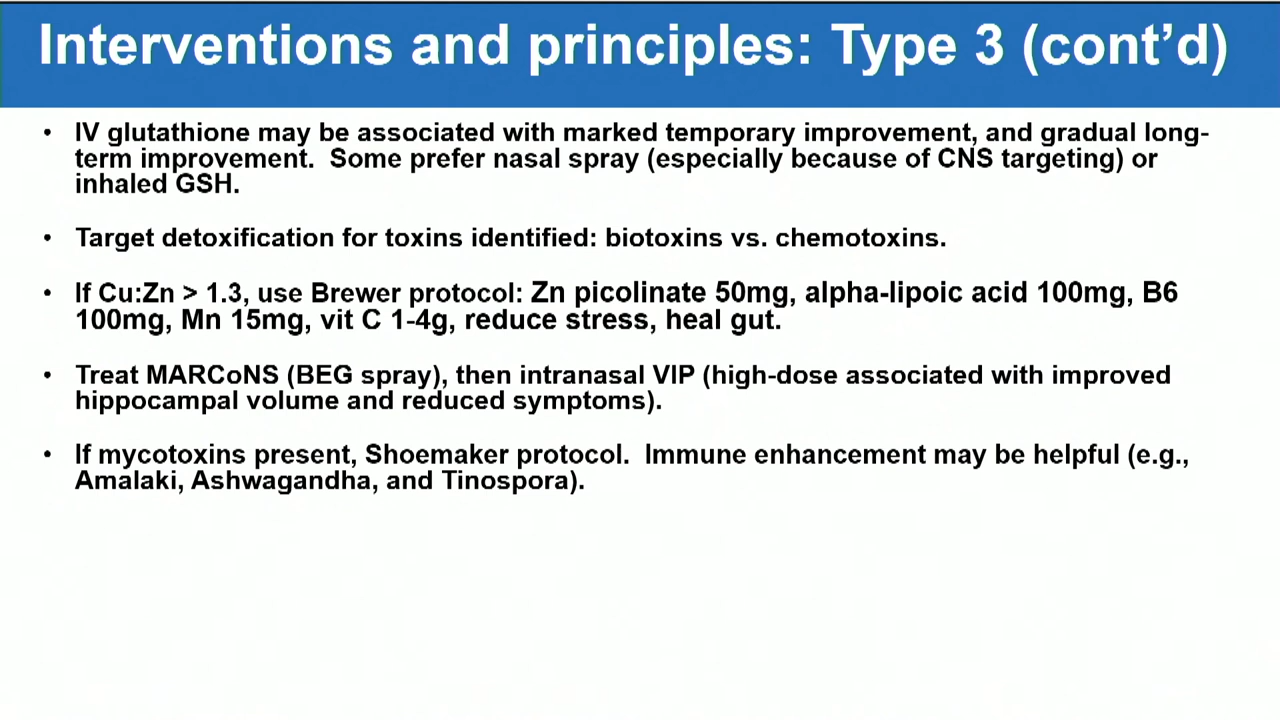 Interventions and principles: Type 3 (cont’d)
• IV glutathione may be associated with marked temporary improvement, and gradual long-
term improvement.  Some prefer nasal spray (especially because of CNS targeting) or
inhaled GSH.
• Target detoxification for toxins identified: biotoxins vs. chemotoxins.
• If Cu:Zn > 1.3, use Brewer protocol: Zn picolinate 50mg, alpha-lipoic acid 100mg, B6
100mg, Mn 15mg, vit C 1-4g, reduce stress, heal gut.
• Treat MARCoNS (BEG spray), then intranasal VIP (high-dose associated with improved
hippocampal volume and reduced symptoms).
• If mycotoxins present, Shoemaker protocol.  Immune enhancement may be helpful (e.g.,
Amalaki, Ashwagandha, and Tinospora).